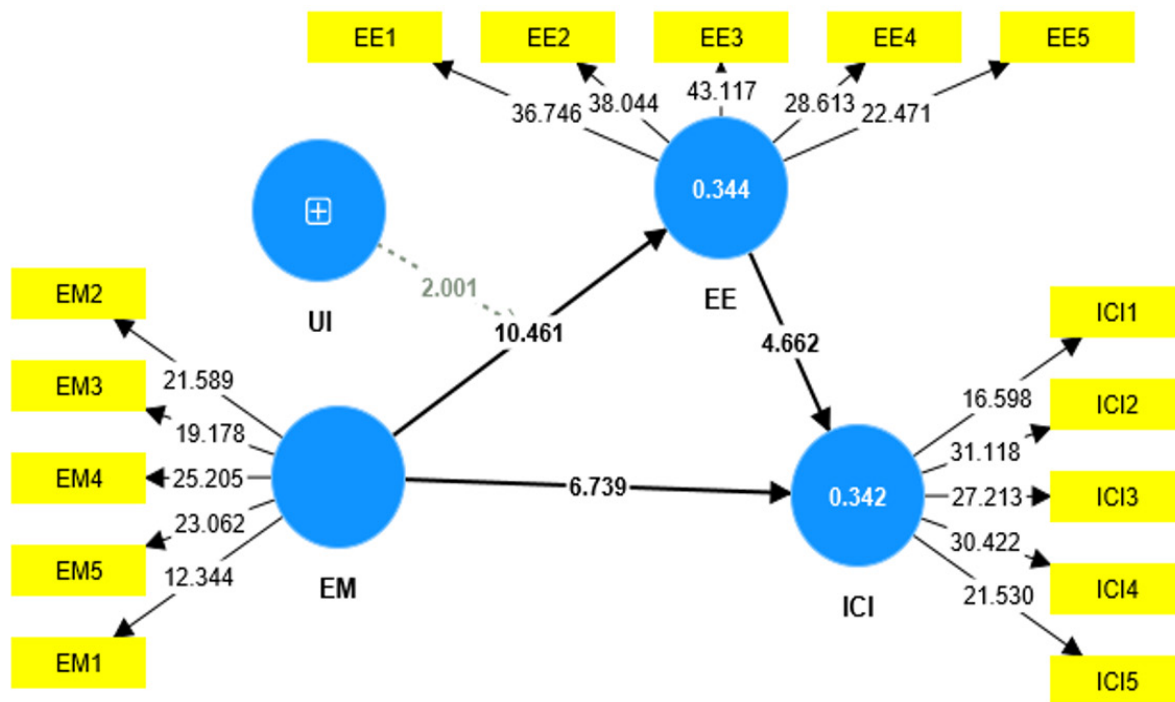 EE1 EE2 EE3 EE4 EE5
36.746 38.044 43.117 28.613 22.471
0.344
EE
2.001
UI
10.461
4.662
EM2
EM3
EM4
EM5
EM1
21.589
19.178
25.205
23.062
12.344
EM
6.739
0.342
ICI
16.598
31.118
27.213
30.422
21.530
ICI1
ICI2
ICI3
ICI4
ICI5